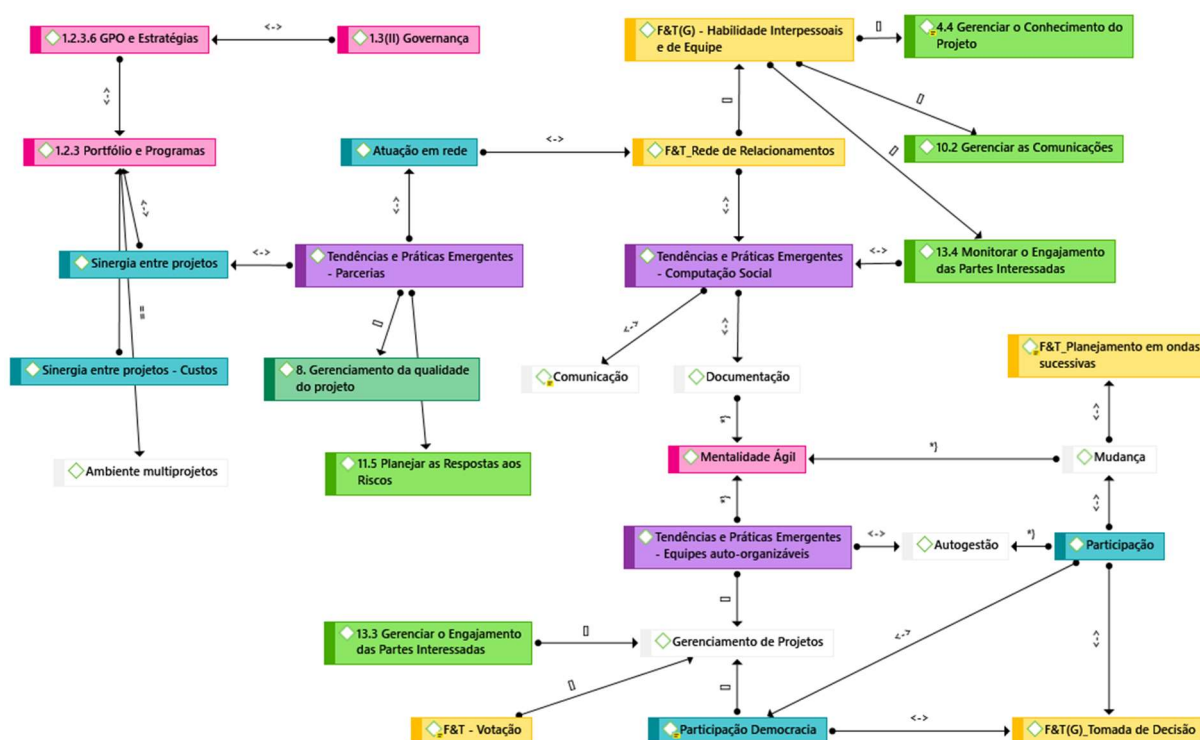 1.2.3.6 GPO e Estratégias
<->
1.3(II) Governança
F&T(G) - Habilidade Interpessoais
e de Equipe
[]
4.4 Gerenciar o Conhecimento do
Projeto
<->
[]
[]
1.2.3 Portfólio e Programas
Atuação em rede
<->
F&T_Rede de Relacionamentos
10.2 Gerenciar as Comunicações
[]
<->
<->
<->
Sinergia entre projetos
<->
Tendências e Práticas Emergentes
- Parcerias
Tendências e Práticas Emergentes
- Computação Social
<->
13.4 Monitorar o Engajamento
das Partes Interessadas
==
[]
<->
<->
Sinergia entre projetos - Custos
8. Gerenciamento da qualidade
do projeto
Comunicação
Documentação
F&T_Planejamento em ondas
sucessivas
*}
<->
Ambiente multiprojetos
11.5 Planejar as Respostas aos
Riscos
Mentalidade Ágil
*}
Mudança
*}
<->
Tendências e Práticas Emergentes
- Equipes auto-organizáveis
<->
Autogestão
*}
Participação
[]
<->
<->
13.3 Gerenciar o Engajamento
das Partes Interessadas
[]
Gerenciamento de Projetos
[]
[]
F&T - Votação
Participação Democracia
<->
F&T(G)_Tomada de Decisão